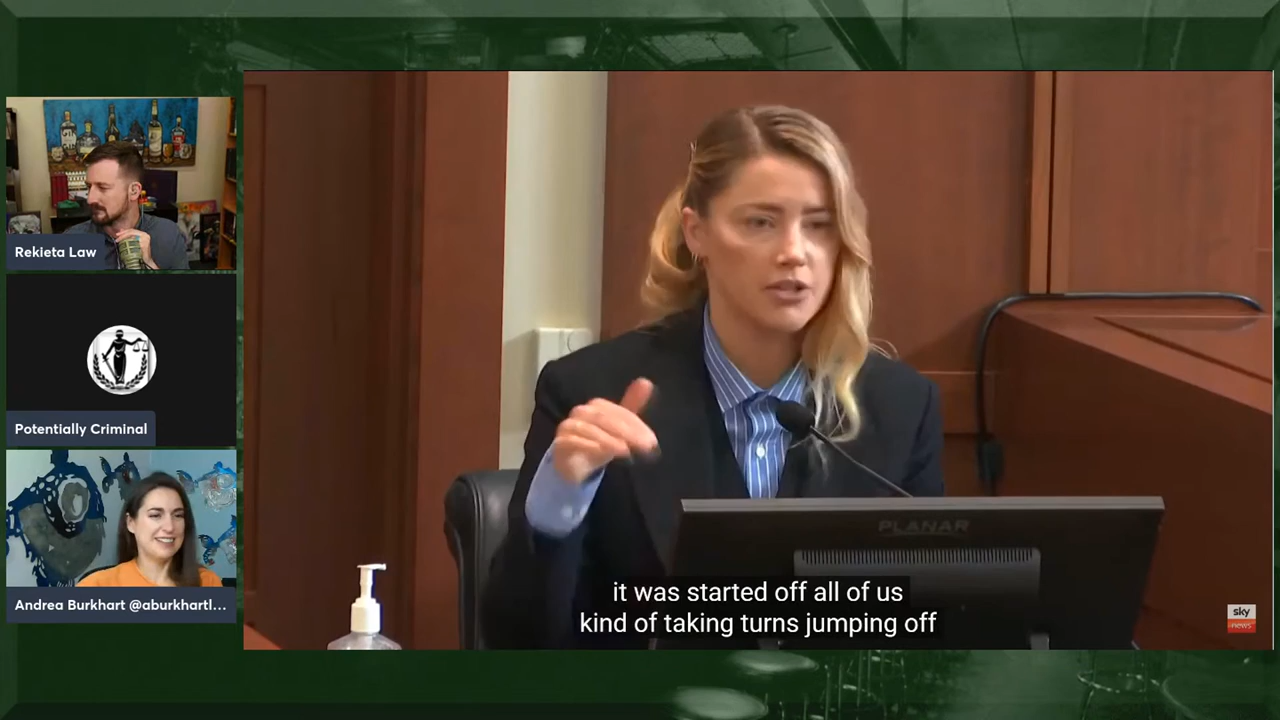 Rekieta Law
Potentially Criminal
Andrea Burkhart @aburkhartl...
PLANAR
it was started off all of us
kind of taking turns jumping off
sky
news